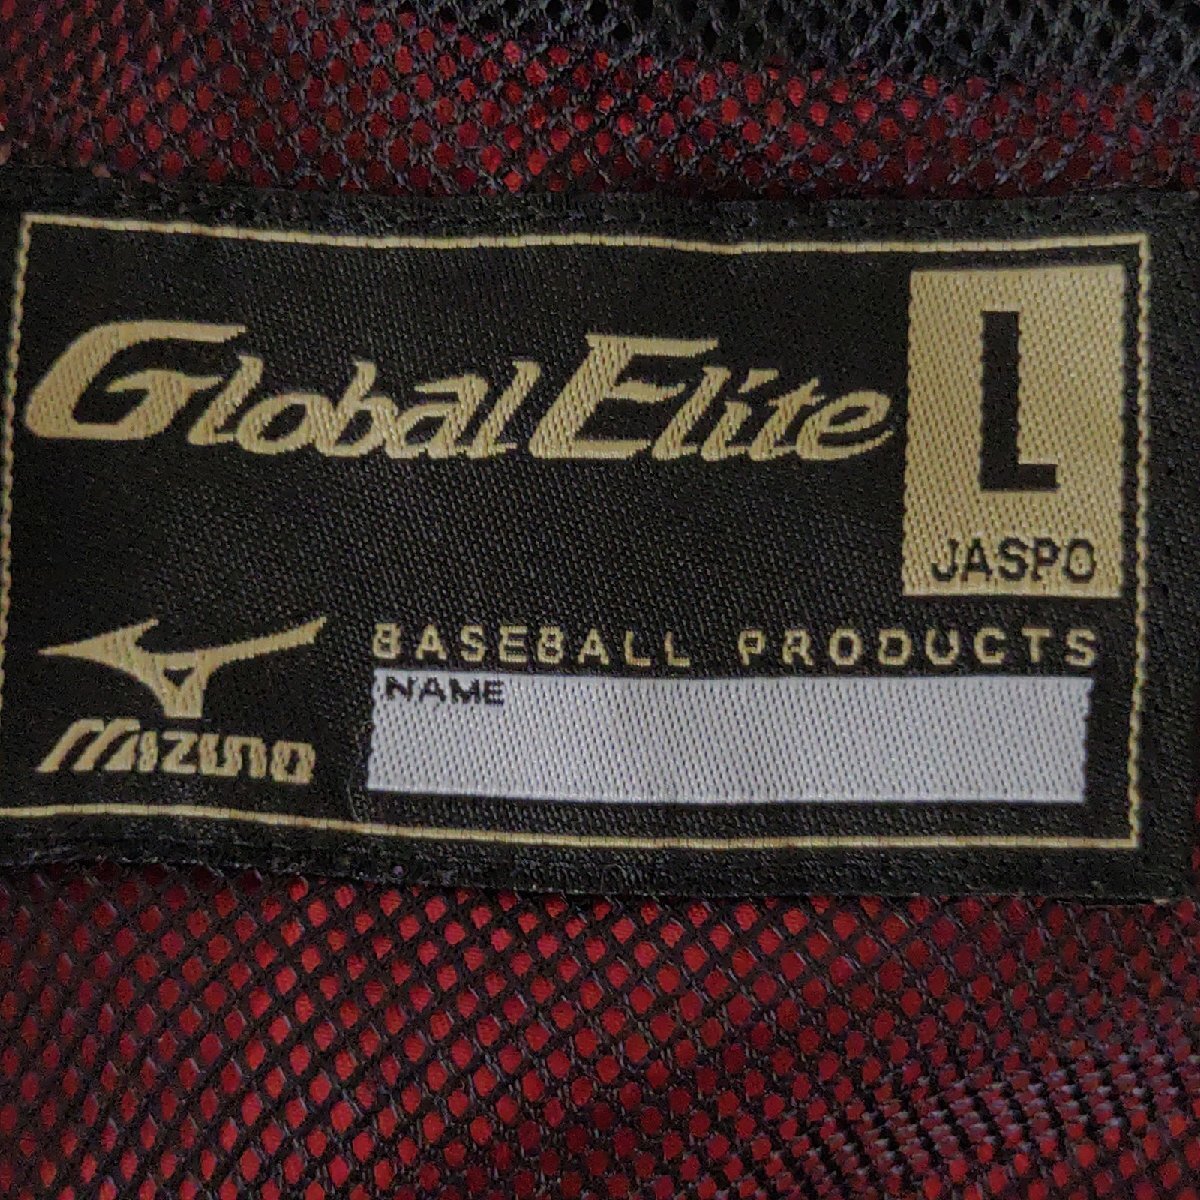 Global Elite
L
JASPO
mizuno
BASEBALL PRODUCTS
NAME